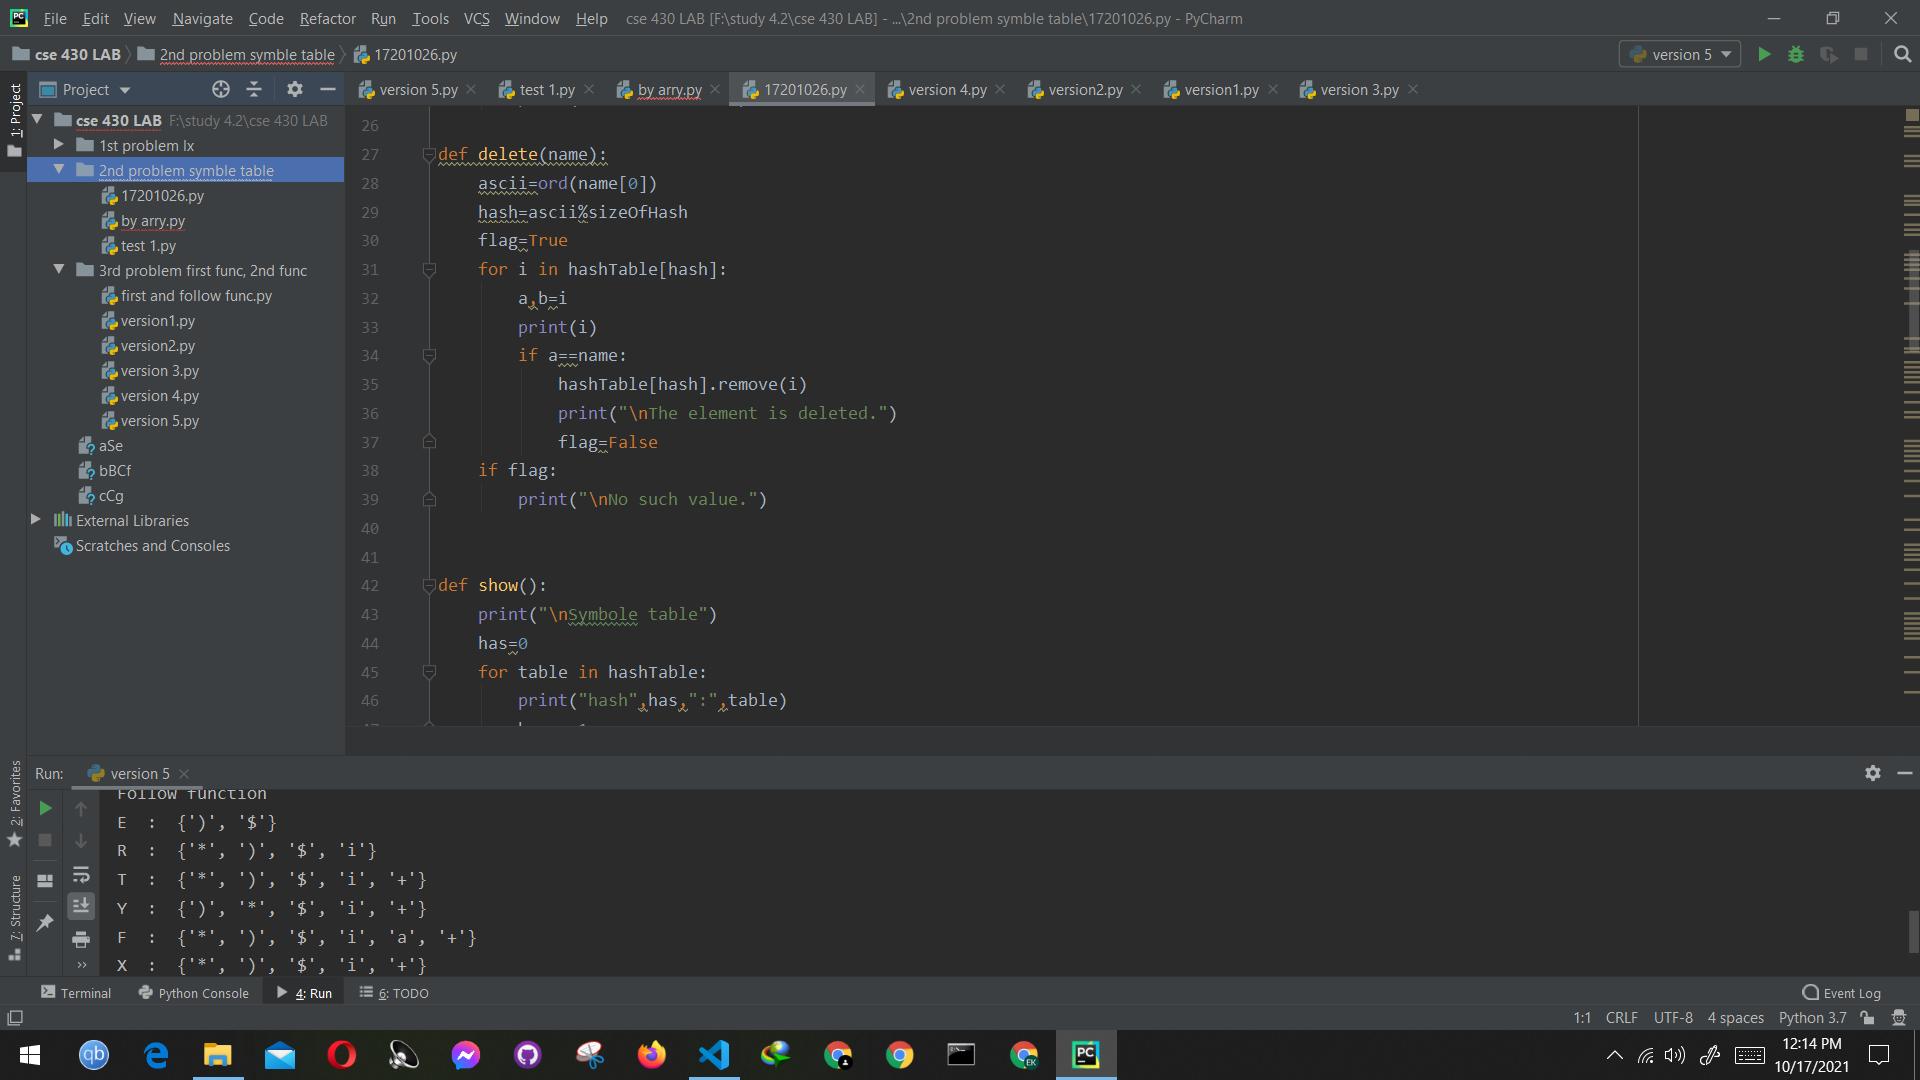 File Edit View Navigate Code Refactor Run Tools VCS Window Help cse 430 LAB [F:\study 4.2\cse 430 LAB] - ...\2nd problem symble table\17201026.py - PyCharm
cse 430 LAB 2nd problem symble table 17201026.py version 5
Project version 5.py test 1.py by arry.py 17201026.py version 4.py version2.py version1.py version 3.py
1: Project
cse 430 LAB F:\study 4.2\cse 430 LAB
1st problem lx
2nd problem symble table
17201026.py
by arry.py
test 1.py
3rd problem first func, 2nd func
first and follow func.py
version1.py
version2.py
version 3.py
version 4.py
version 5.py
aSe
bBCf
cCg
External Libraries
Scratches and Consoles
26
27 def delete(name):
28 ascii=ord(name[0])
29 hash=ascii%sizeOfHash
30 flag=True
31 for i in hashTable[hash]:
32 a,b=i
33 print(i)
34 if a==name:
35 hashTable[hash].remove(i)
36 print("\nThe element is deleted.")
37 flag=False
38 if flag:
39 print("\nNo such value.")
40
41
42 def show():
43 print("\nSymbole table")
44 has=0
45 for table in hashTable:
46 print("hash",has,":",table)
2: Favorites
7: Structure
Run: version 5
Follow function
E : {')', '$'}
R : {'*', ')', '$', 'i'}
T : {'*', ')', '$', 'i', '+'}
Y : {')', '*', '$', 'i', '+'}
F : {'*', ')', '$', 'i', 'a', '+'}
X : {'*', ')', '$', 'i', '+'}
Terminal Python Console 4: Run 6: TODO Event Log
1:1 CRLF UTF-8 4 spaces Python 3.7
qb
EK
PC
12:14 PM
10/17/2021